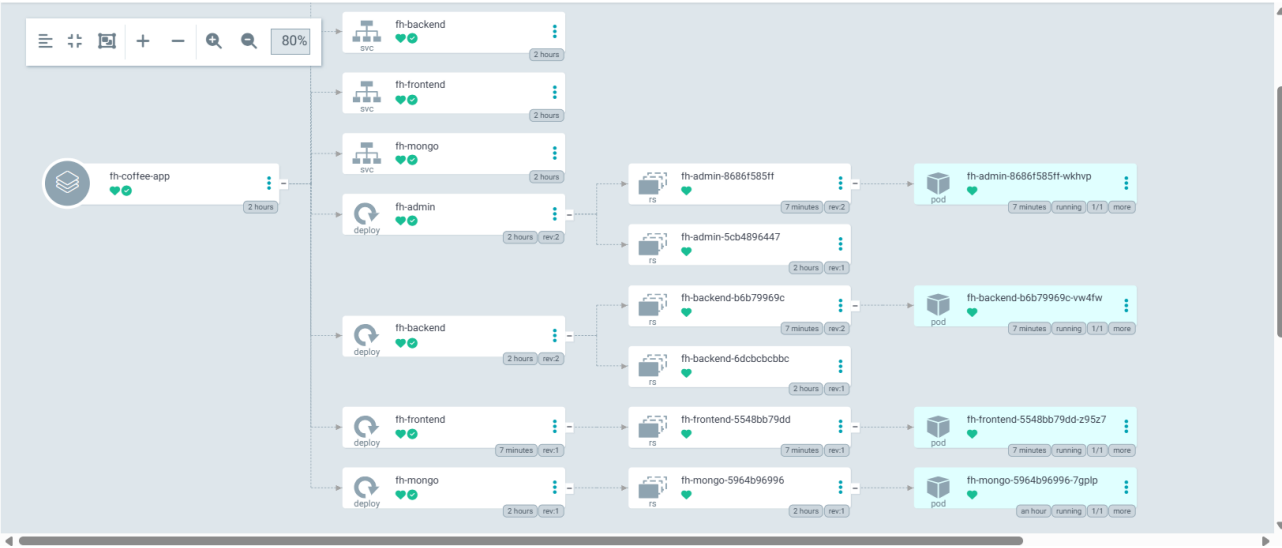 80%
fh-backend
svc
2 hours
fh-frontend
svc
2 hours
fh-mongo
svc
2 hours
fh-coffee-app
2 hours
fh-admin
deploy
2 hours rev:2
fh-admin-8686f585ff
rs
7 minutes rev:2
fh-admin-8686f585ff-wkhvp
pod
7 minutes running 1/1 more
fh-admin-5cb4896447
rs
2 hours rev:1
fh-backend
deploy
2 hours rev:2
fh-backend-b6b79969c
rs
7 minutes rev:2
fh-backend-b6b79969c-vw4fw
pod
7 minutes running 1/1 more
fh-backend-6dcbcbcbbc
rs
2 hours rev:1
fh-frontend
deploy
7 minutes rev:1
fh-frontend-5548bb79dd
rs
7 minutes rev:1
fh-frontend-5548bb79dd-z95z7
pod
7 minutes running 1/1 more
fh-mongo
deploy
2 hours rev:1
fh-mongo-5964b96996
rs
2 hours rev:1
fh-mongo-5964b96996-7gplp
pod
an hour running 1/1 more